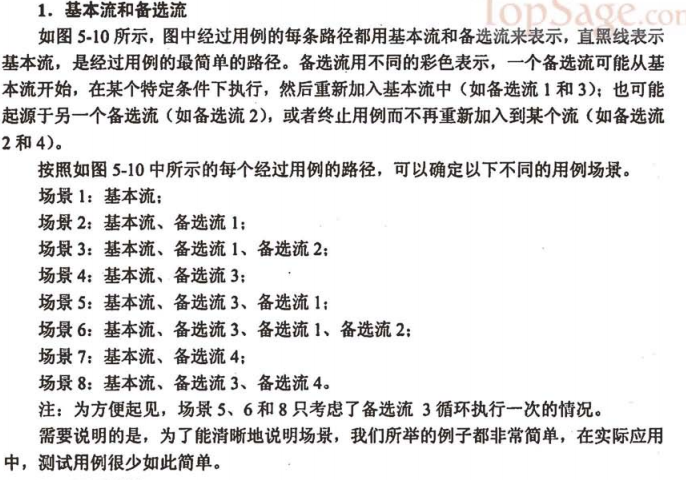 TopSage.com
1．基本流和备选流
如图 5-10 所示，图中经过用例的每条路径都用基本流和备选流来表示，直黑线表示
基本流，是经过用例的最简单的路径。备选流用不同的彩色表示，一个备选流可能从基
本流开始，在某个特定条件下执行，然后重新加入基本流中（如备选流 1 和 3）；也可能
起源于另一个备选流（如备选流 2），或者终止用例而不再重新加入到某个流（如备选流
2 和 4）。
按照如图 5-10 中所示的每个经过用例的路径，可以确定以下不同的用例场景。
场景 1：基本流；
场景 2：基本流、备选流 1；
场景 3：基本流、备选流 1、备选流 2；
场景 4：基本流、备选流 3；
场景 5：基本流、备选流 3、备选流 1；
场景 6：基本流、备选流 3、备选流 1、备选流 2；
场景 7：基本流、备选流 4；
场景 8：基本流、备选流 3、备选流 4。
注：为方便起见，场景 5、6 和 8 只考虑了备选流 3 循环执行一次的情况。
需要说明的是，为了能清晰地说明场景，我们所举的例子都非常简单，在实际应用
中，测试用例很少如此简单。